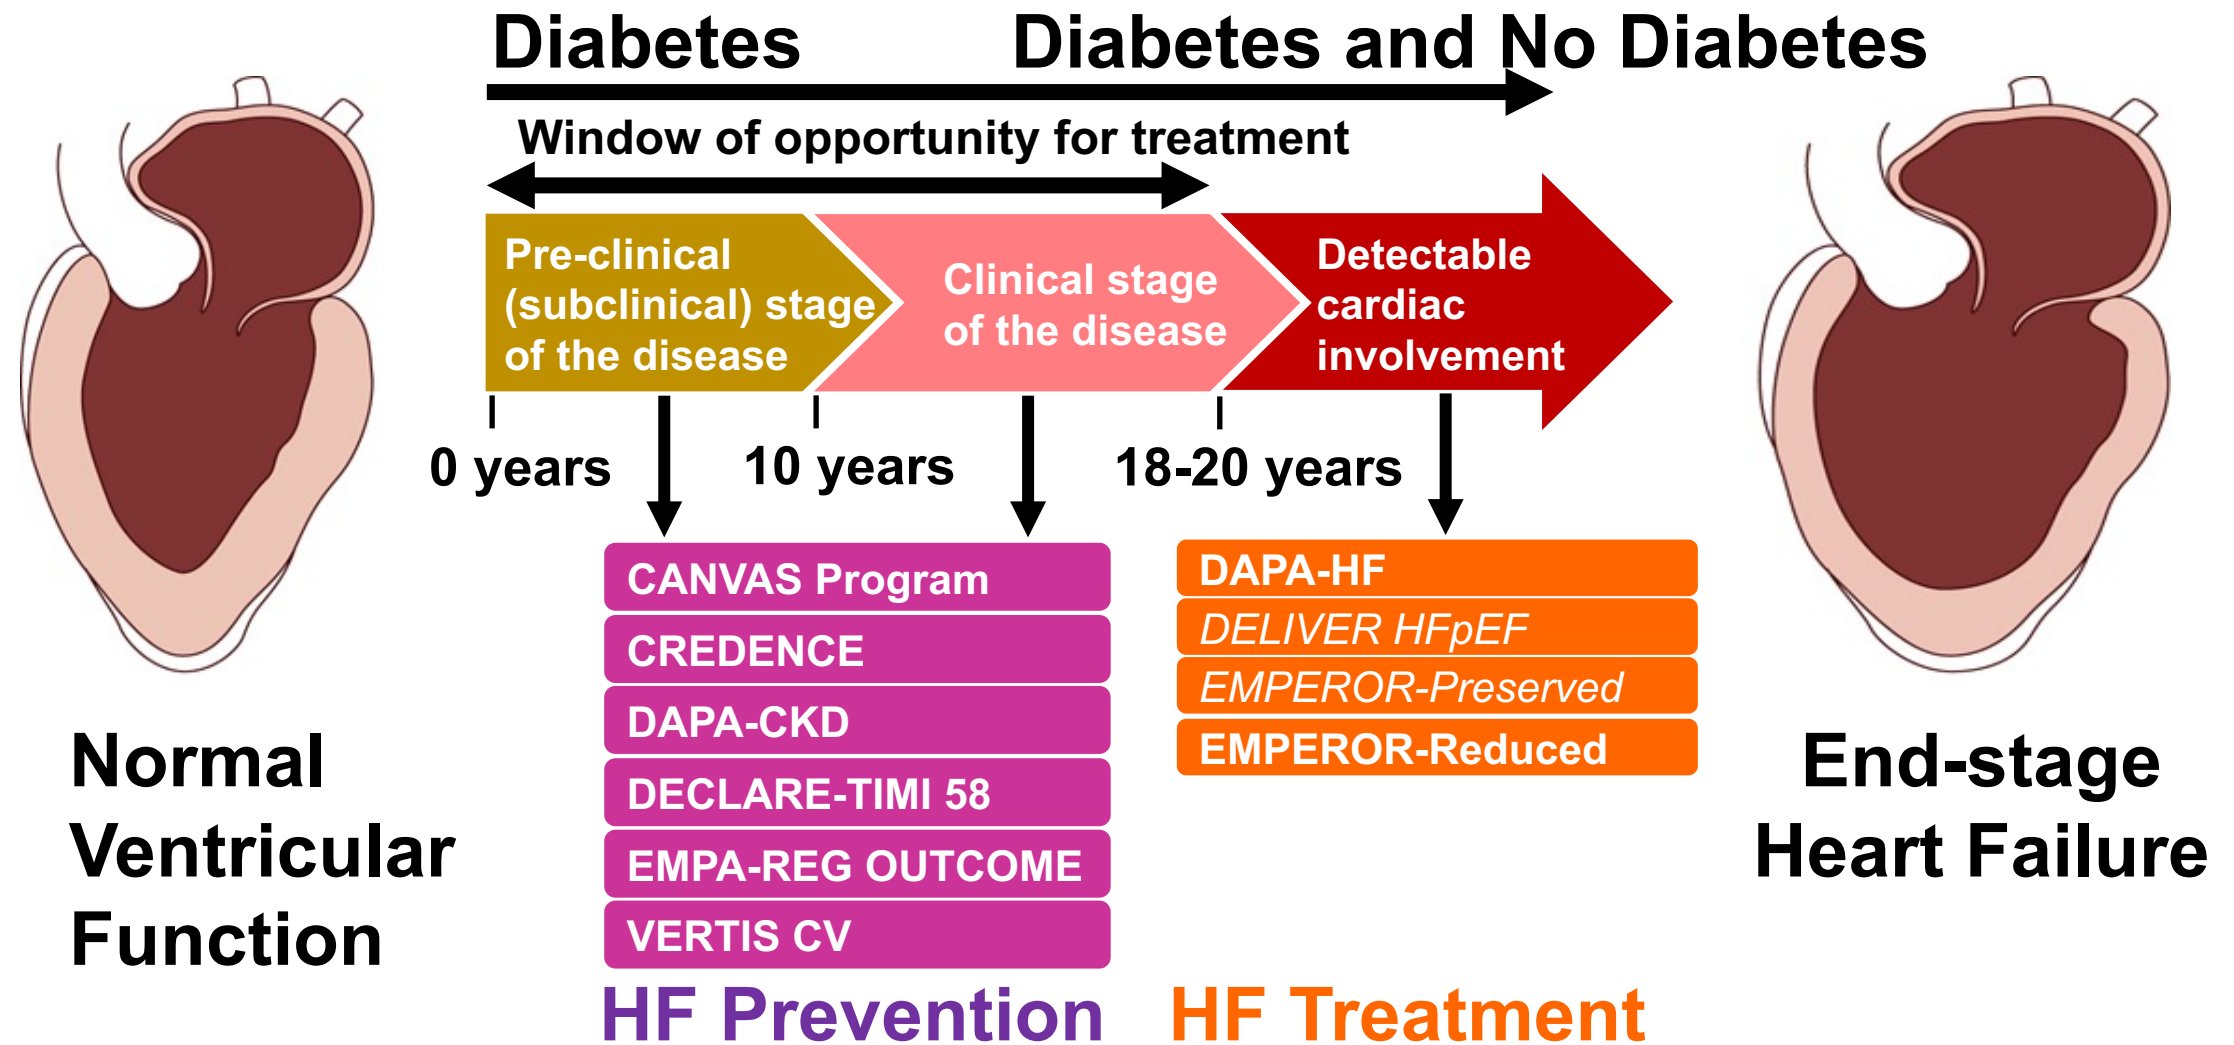 Diabetes
Diabetes and No Diabetes
Window of opportunity for treatment
Pre-clinical
(subclinical) stage
of the disease
Clinical stage
of the disease
Detectable
cardiac
involvement
0 years
10 years
18-20 years
CANVAS Program
CREDENCE
DAPA-CKD
DECLARE-TIMI 58
EMPA-REG OUTCOME
VERTIS CV
HF Prevention
DAPA-HF
DELIVER HFpEF
EMPEROR-Preserved
EMPEROR-Reduced
HF Treatment
Normal
Ventricular
Function
End-stage
Heart Failure